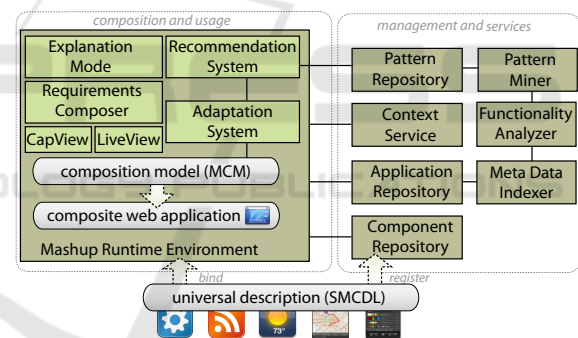 composition and usage
management and services
Explanation
Mode
Recommendation
System
Requirements
Composer
Adaptation
System
CapView
LiveView
composition model (MCM)
composite web application
Mashup Runtime Environment
Pattern
Repository
Pattern
Miner
Context
Service
Functionality
Analyzer
Application
Repository
Meta Data
Indexer
Component
Repository
bind
register
universal description (SMCDL)
73°